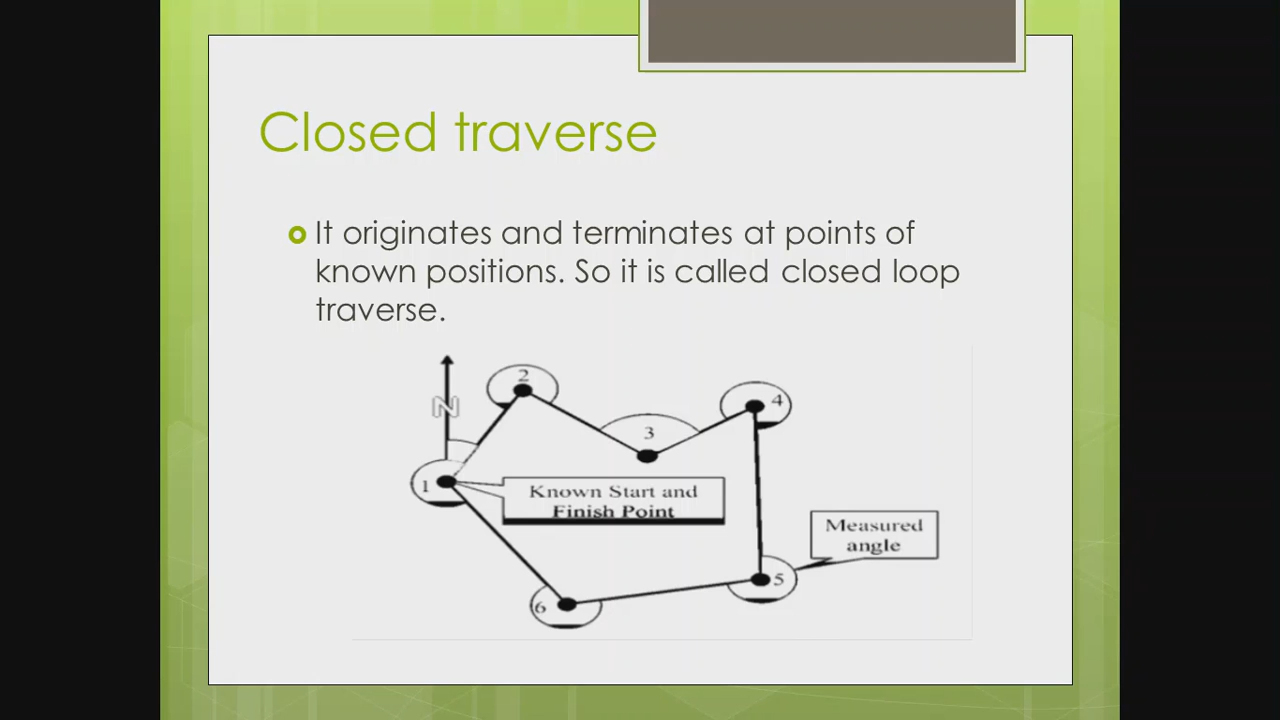 Closed traverse
It originates and terminates at points of
known positions. So it is called closed loop
traverse.
N
2
4
3
1
Known Start and
Finish Point
Measured
angle
5
6